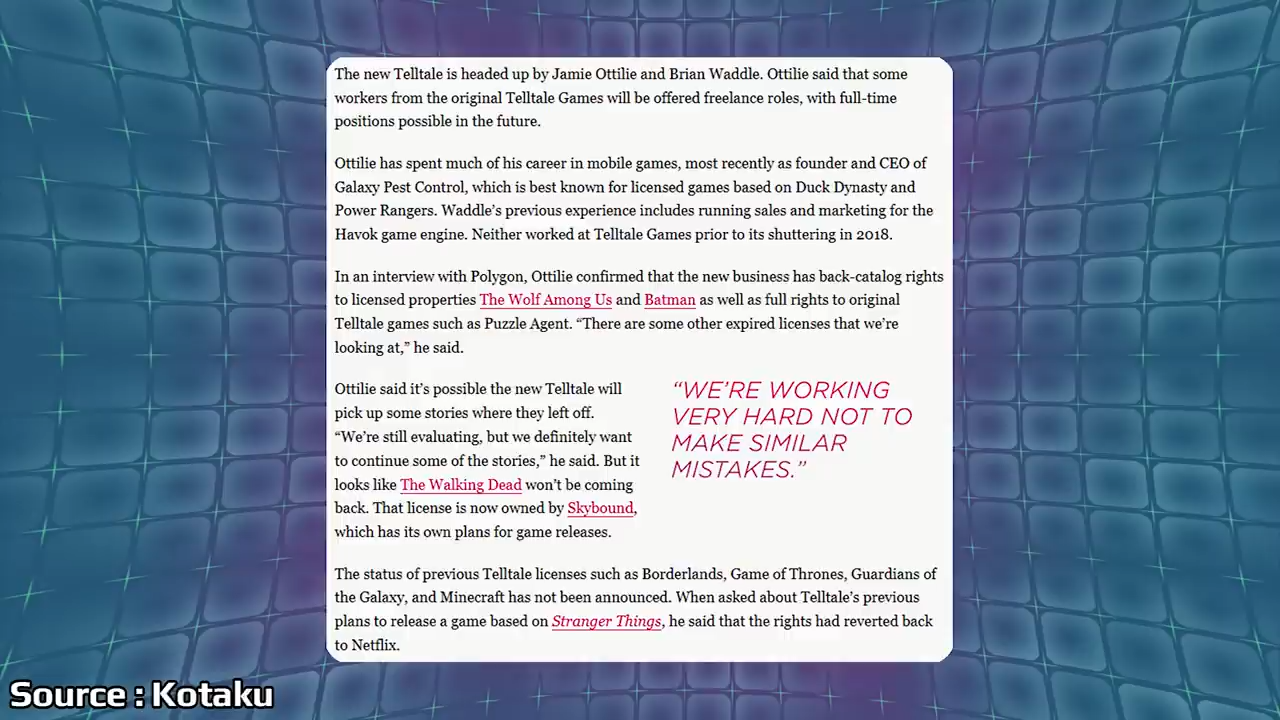 The new Telltale is headed up by Jamie Ottilie and Brian Waddle. Ottilie said that some
workers from the original Telltale Games will be offered freelance roles, with full-time
positions possible in the future.
Ottilie has spent much of his career in mobile games, most recently as founder and CEO of
Galaxy Pest Control, which is best known for licensed games based on Duck Dynasty and
Power Rangers. Waddle’s previous experience includes running sales and marketing for the
Havok game engine. Neither worked at Telltale Games prior to its shuttering in 2018.
In an interview with Polygon, Ottilie confirmed that the new business has back-catalog rights
to licensed properties The Wolf Among Us and Batman as well as full rights to original
Telltale games such as Puzzle Agent. “There are some other expired licenses that we’re
looking at,” he said.
Ottilie said it’s possible the new Telltale will
pick up some stories where they left off.
“We’re still evaluating, but we definitely want
to continue some of the stories,” he said. But it
looks like The Walking Dead won’t be coming
back. That license is now owned by Skybound,
which has its own plans for game releases.
“WE’RE WORKING
VERY HARD NOT TO
MAKE SIMILAR
MISTAKES.”
The status of previous Telltale licenses such as Borderlands, Game of Thrones, Guardians of
the Galaxy, and Minecraft has not been announced. When asked about Telltale’s previous
plans to release a game based on Stranger Things, he said that the rights had reverted back
to Netflix.
Source : Kotaku